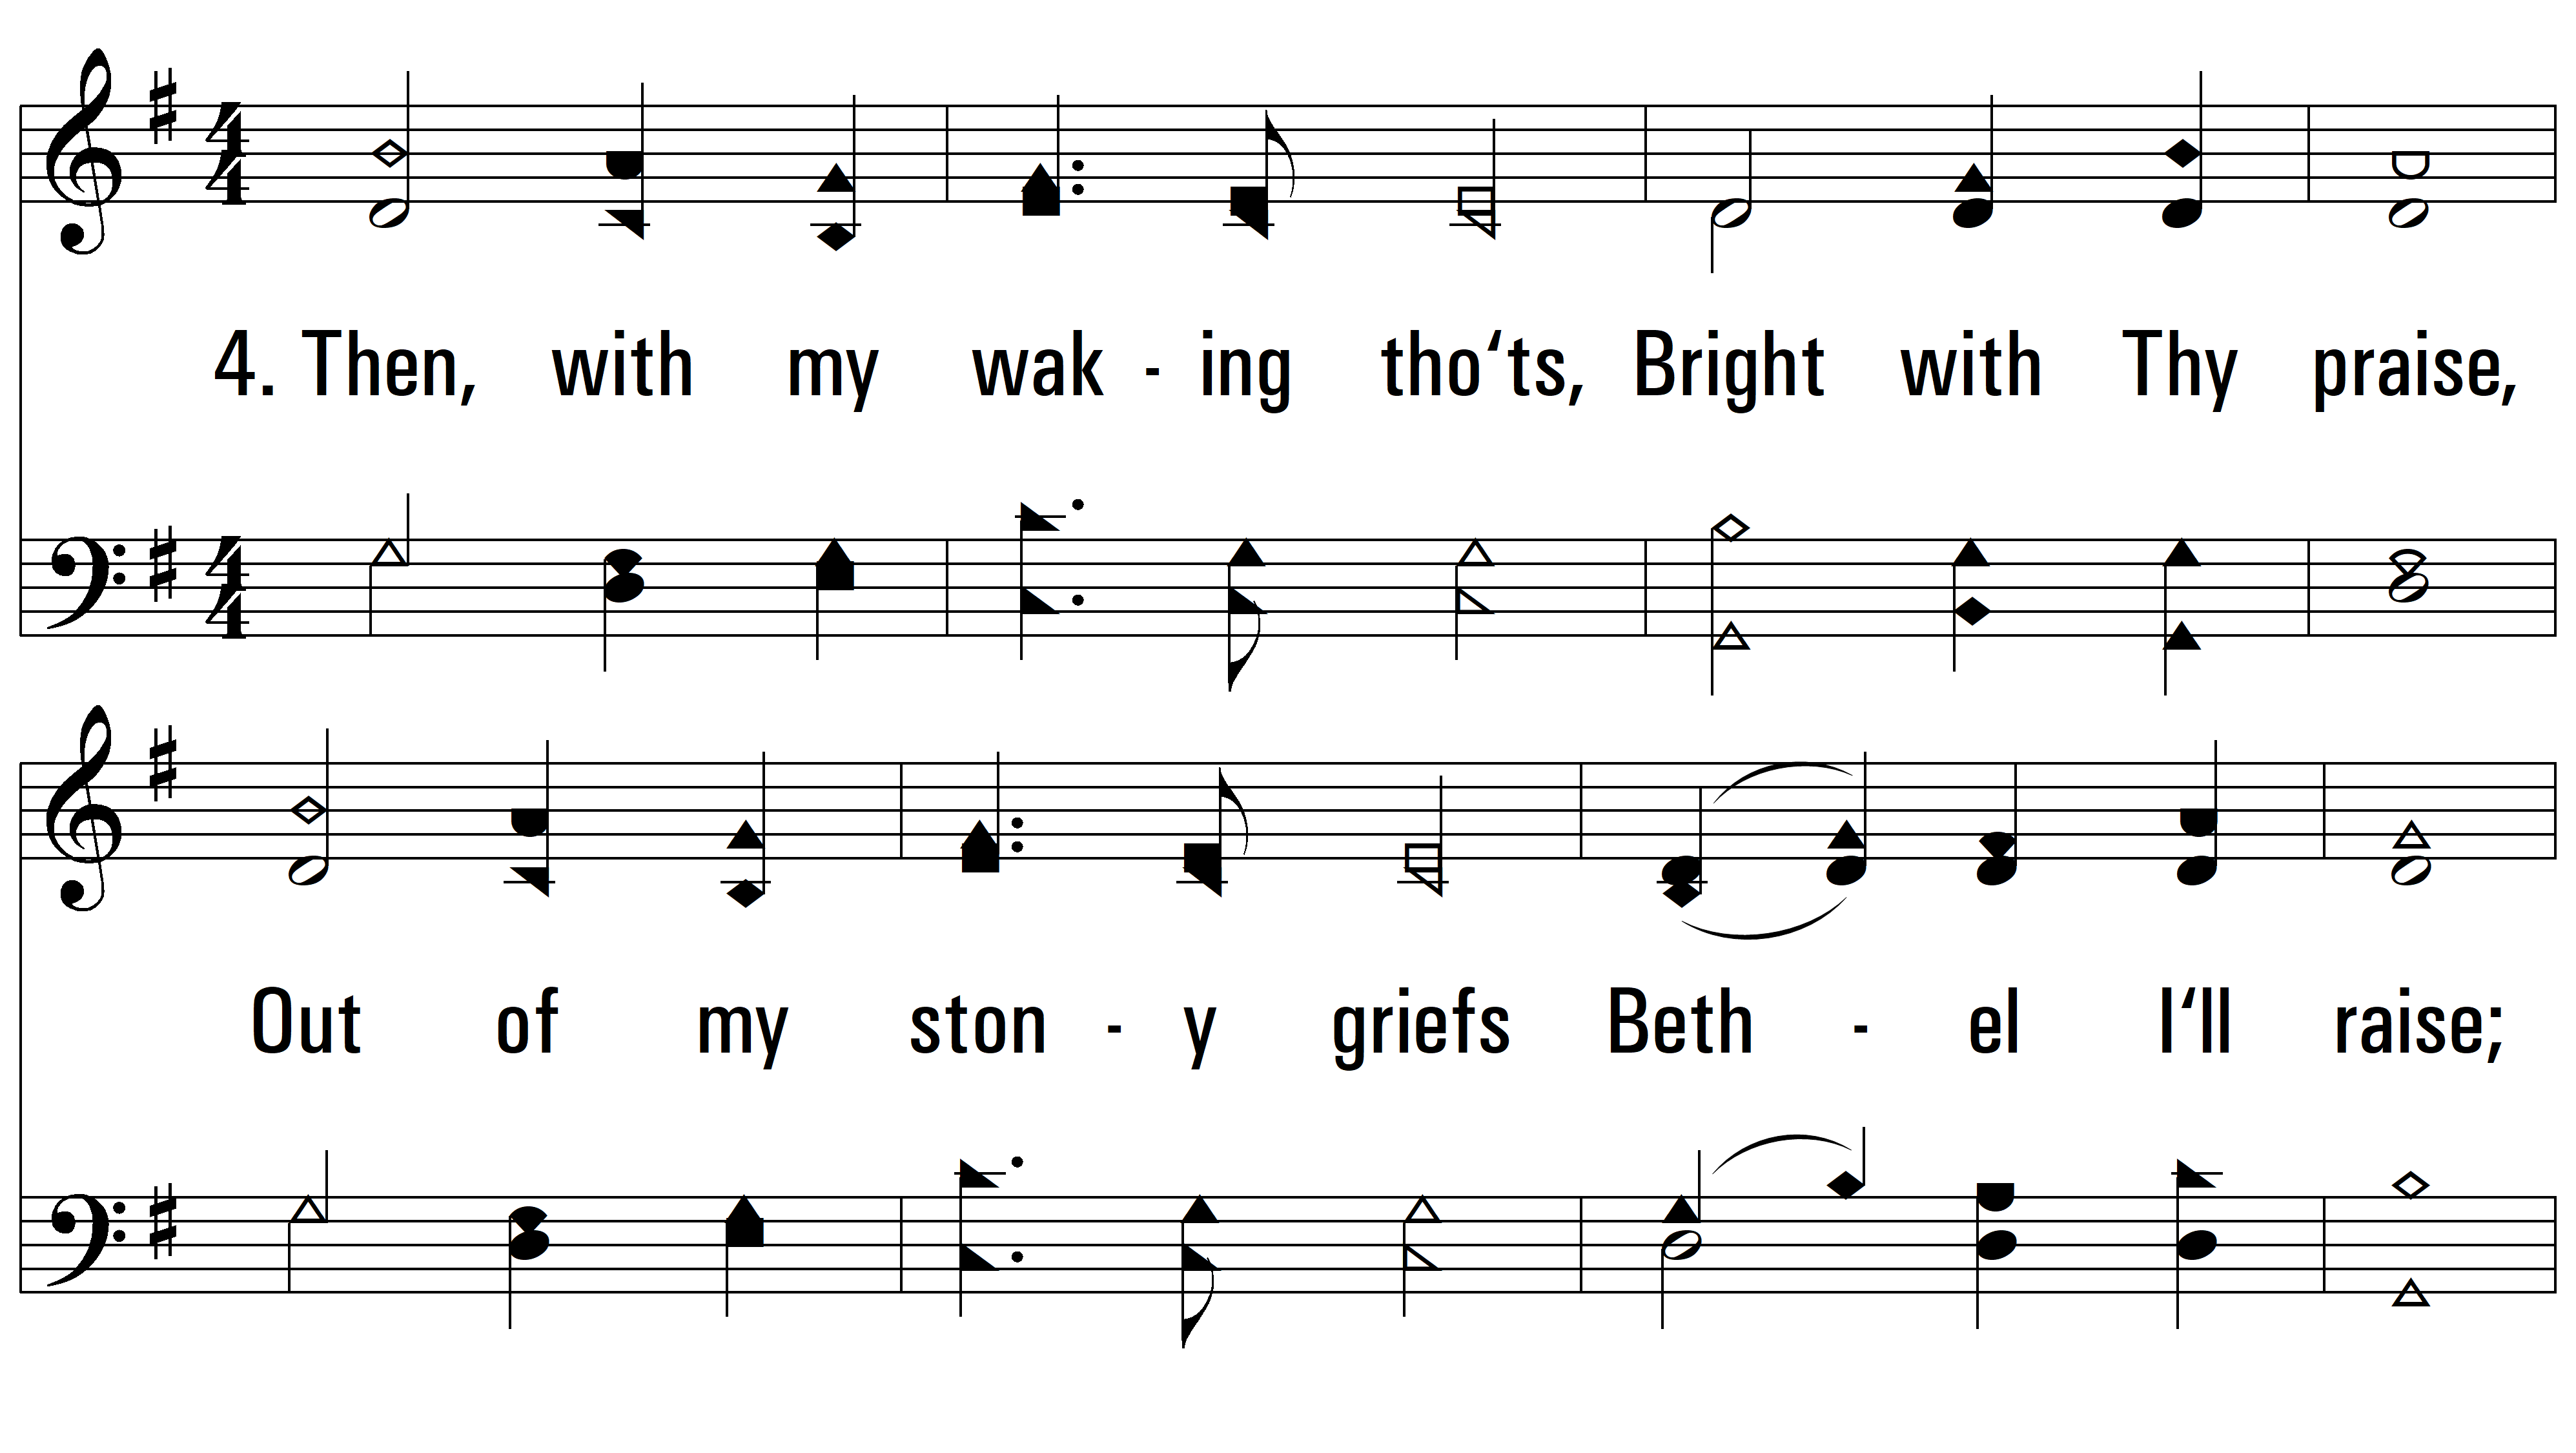 4. Then, with my wak - ing tho‘ts, Bright with Thy praise,
Out of my ston - y griefs Beth - el I‘ll raise;